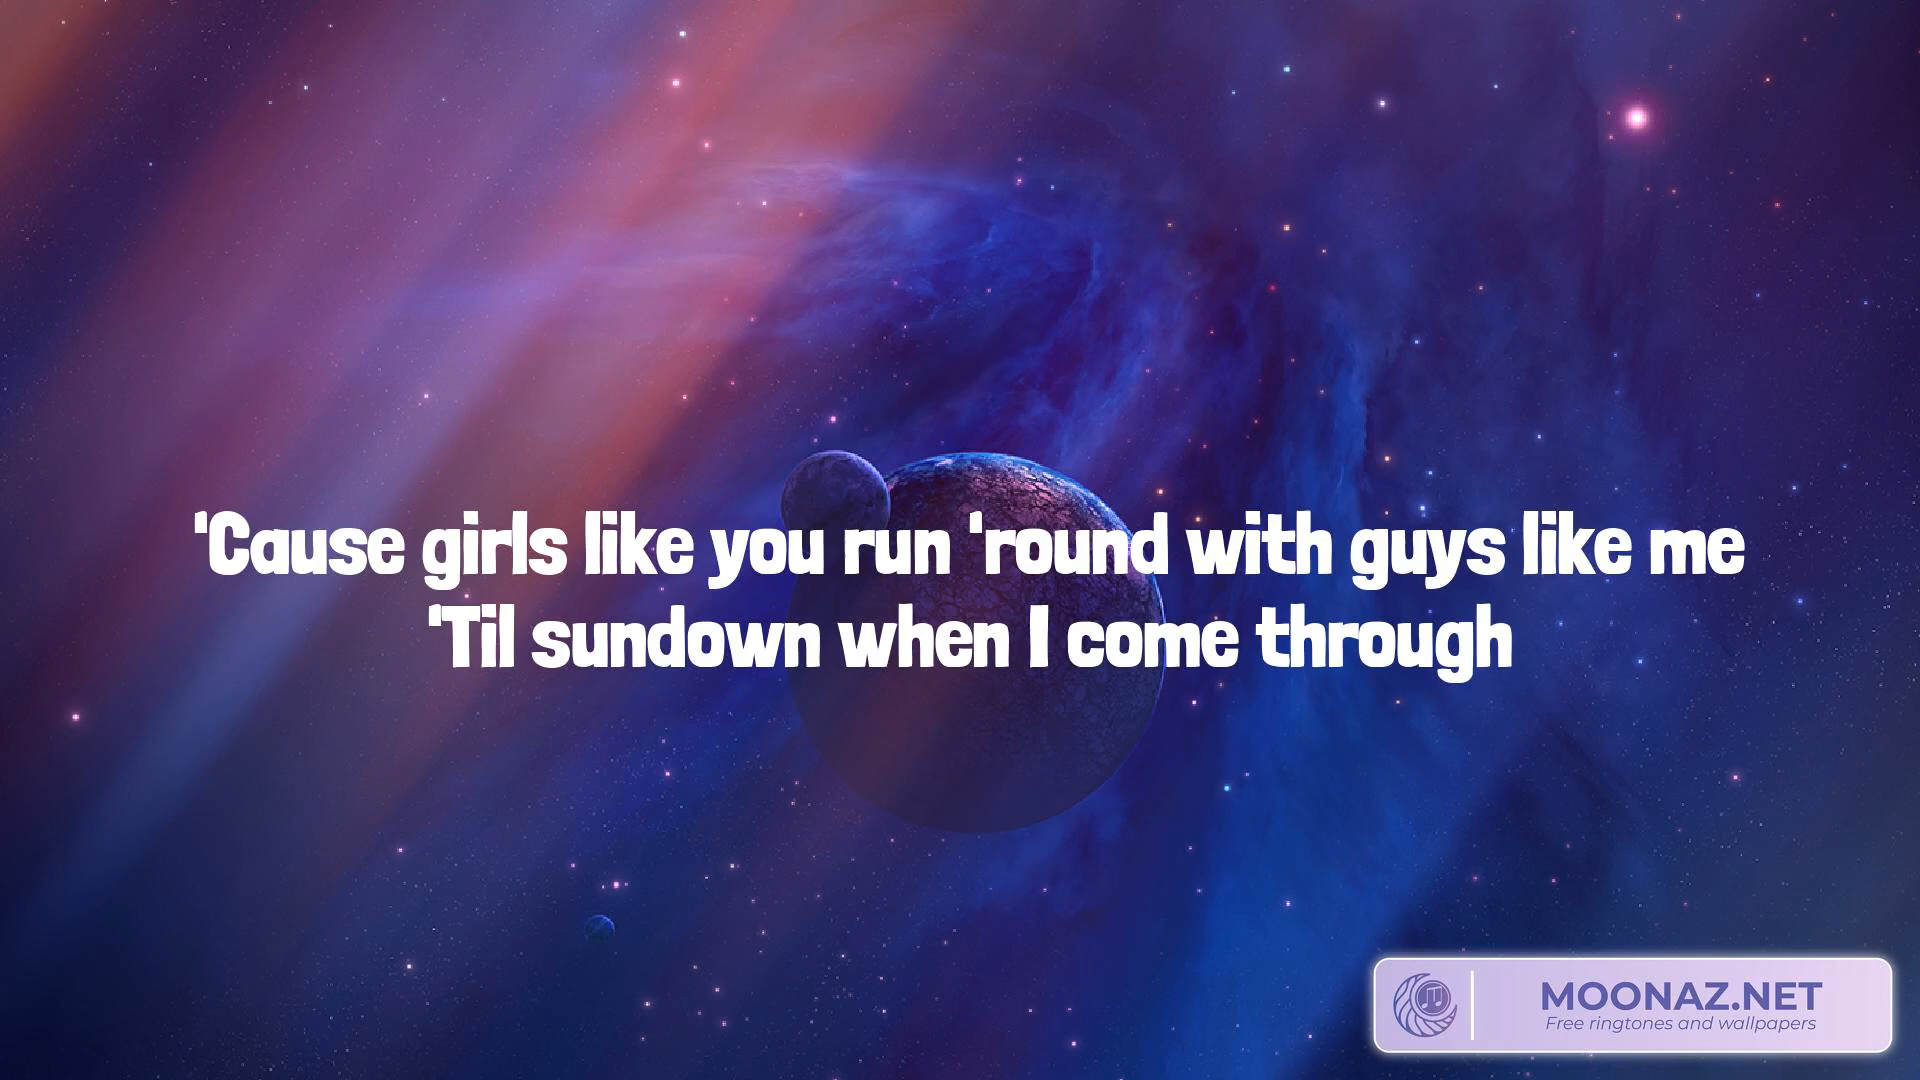 'Cause girls like you run 'round with guys like me
'Til sundown when I come through
MOONAZ.NET
Free ringtones and wallpapers